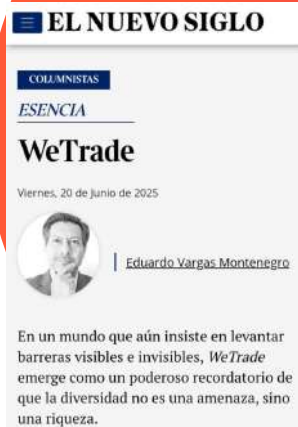 EL NUEVO SIGLO
COLUMNISTAS
ESENCIA
WeTrade
Viernes, 20 de Junio de 2025
Eduardo Vargas Montenegro
En un mundo que aún insiste en levantar
barreras visibles e invisibles, WeTrade
emerge como un poderoso recordatorio de
que la diversidad no es una amenaza, sino
una riqueza.